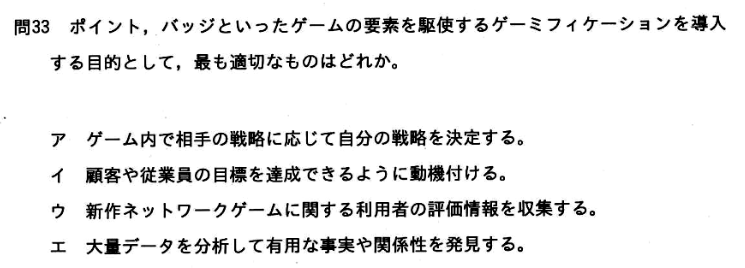 問33 ポイント，バッジといったゲームの要素を駆使するゲーミフィケーションを導入
する目的として，最も適切なものはどれか。
ア ゲーム内で相手の戦略に応じて自分の戦略を決定する。
イ 顧客や従業員の目標を達成できるように動機付ける。
ウ 新作ネットワークゲームに関する利用者の評価情報を収集する。
エ 大量データを分析して有用な事実や関係性を発見する。